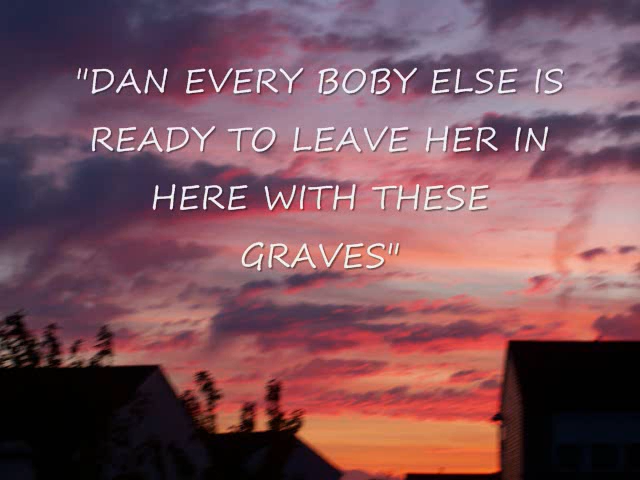 "DAN EVERY BOBY ELSE IS
READY TO LEAVE HER IN
HERE WITH THESE
GRAVES"